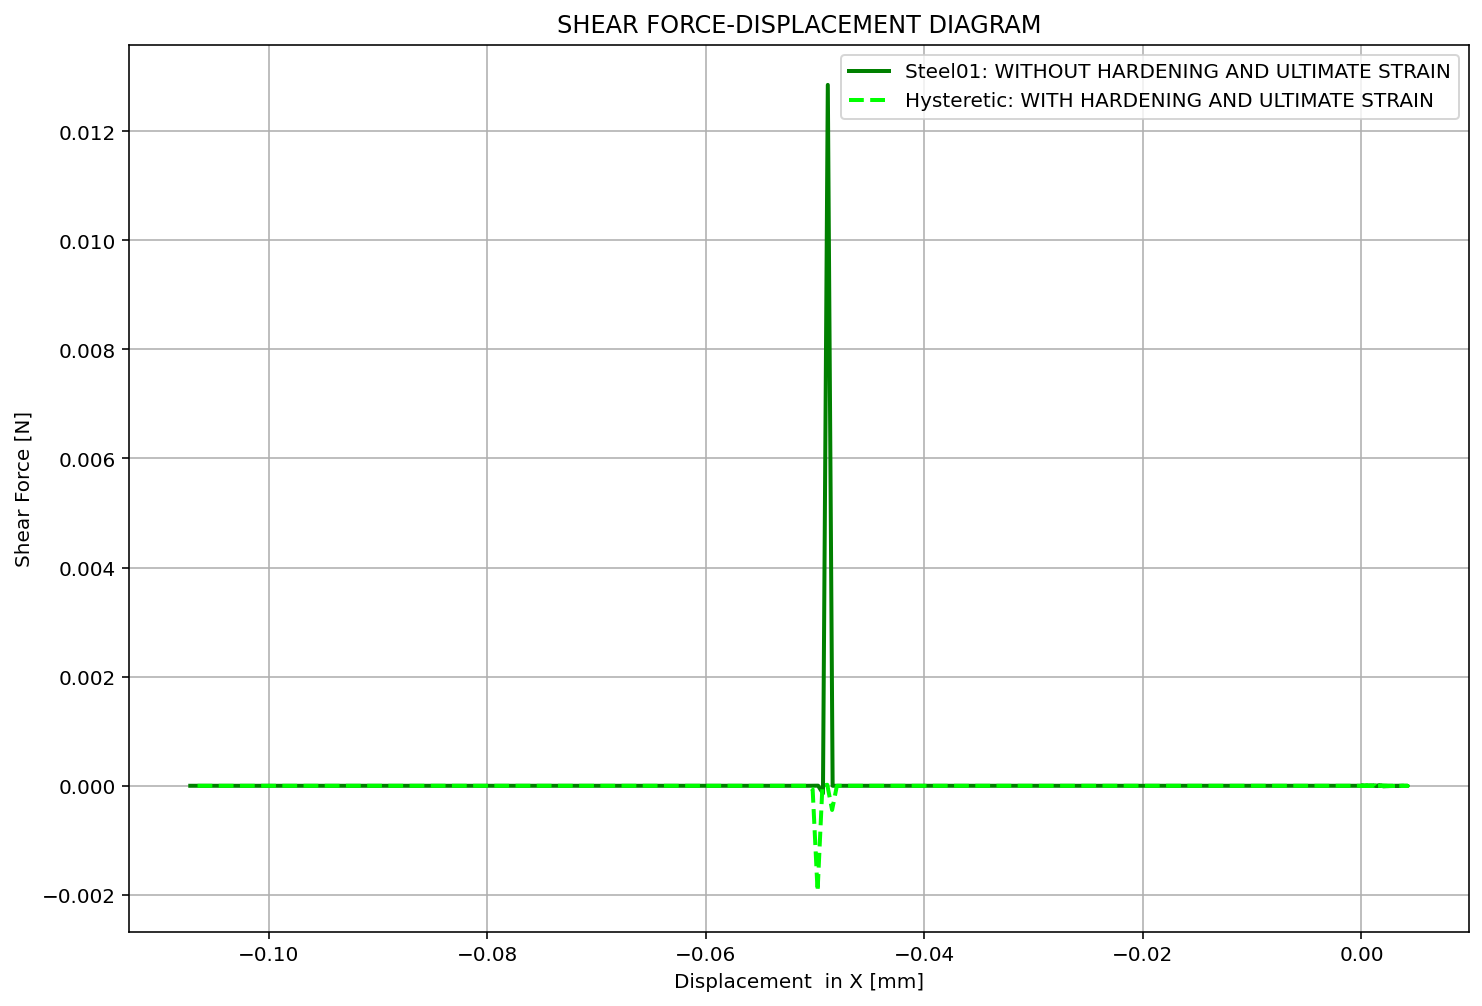 SHEAR FORCE-DISPLACEMENT DIAGRAM
Steel01: WITHOUT HARDENING AND ULTIMATE STRAIN
Hysteretic: WITH HARDENING AND ULTIMATE STRAIN
Shear Force [N]
0.012
0.010
0.008
0.006
0.004
0.002
0.000
−0.002
−0.10
−0.08
−0.06
−0.04
−0.02
0.00
Displacement  in X [mm]